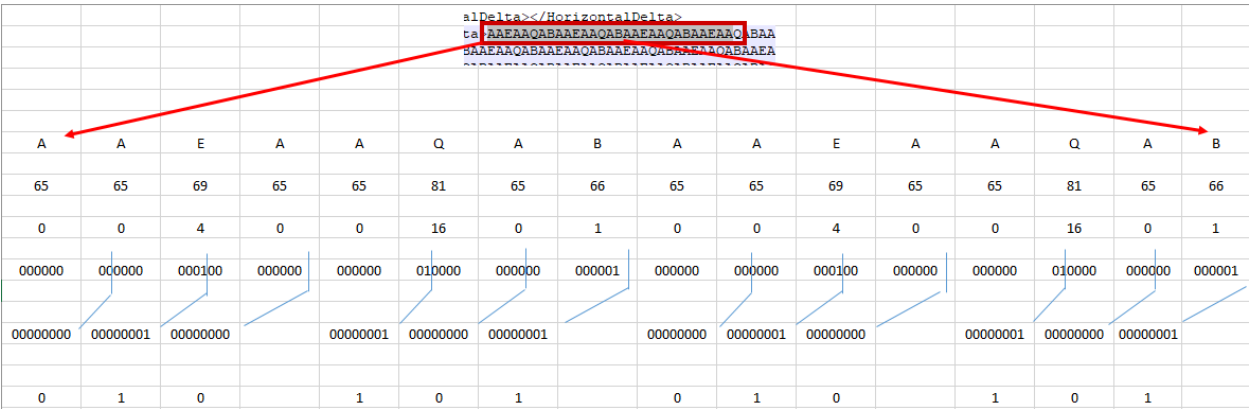 alDelta></HorizontalDelta>
ta>AAEAAQABAAEAAQABAAEAAQABAAEAAQABAA
BAAEAAQABAAEAAQABAAEAAQABAAEAAQABAAEA
A A E A A Q A B A A E A A Q A B
65 65 69 65 65 81 65 66 65 65 69 65 65 81 65 66
0 0 4 0 0 16 0 1 0 0 4 0 0 16 0 1
000000 000000 000100 000000 000000 010000 000000 000001 000000 000000 000100 000000 000000 010000 000000 000001
00000000 00000001 00000000 00000001 00000000 00000001 00000000 00000001 00000000 00000001 00000000 00000001
0 1 0 1 0 1 0 1 0 1 0 1